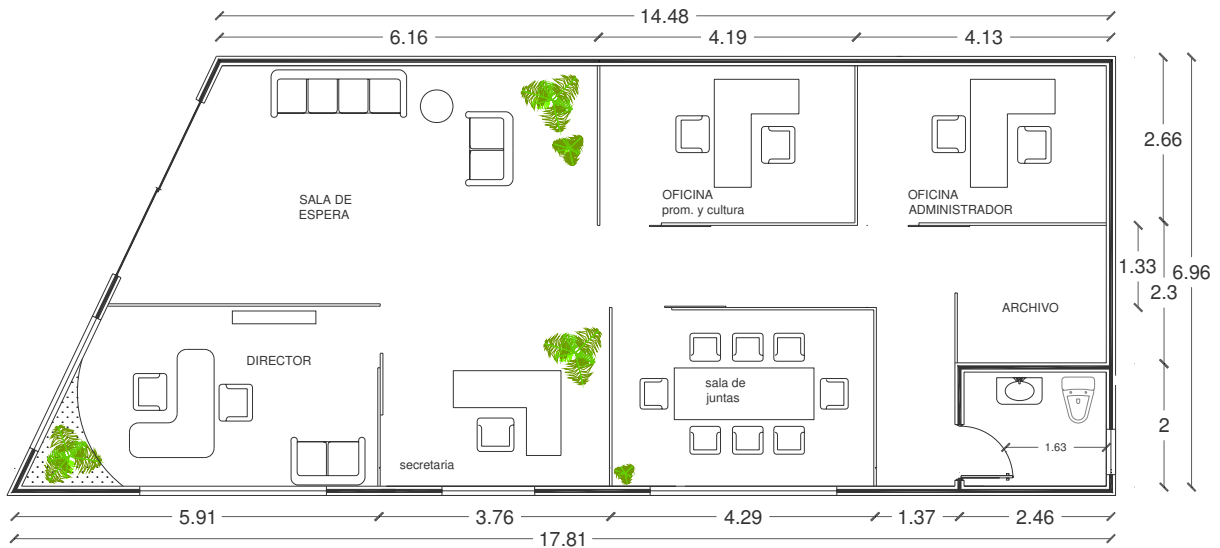 14.48
6.16
4.19
4.13
2.66
SALA DE
ESPERA
OFICINA
prom. y cultura
OFICINA
ADMINISTRADOR
1.33
6.96
2.3
ARCHIVO
DIRECTOR
sala de
juntas
secretaria
1.63
2
5.91
3.76
4.29
1.37
2.46
17.81